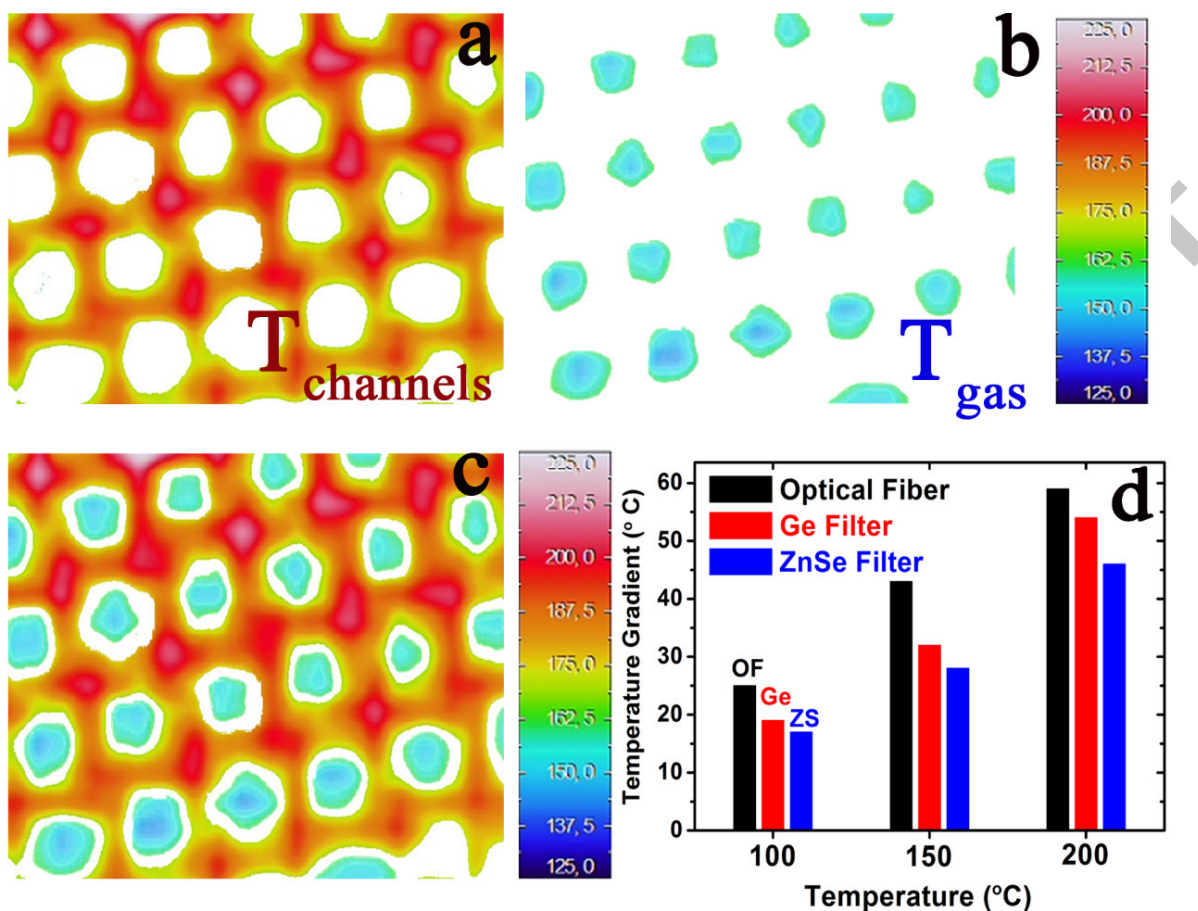 a
T
channels
b
T
gas
225, 0
212, 5
200, 0
187, 5
175, 0
162, 5
150, 0
137, 5
125, 0
c
225, 0
212, 5
200, 0
187, 5
175, 0
162, 5
150, 0
137, 5
125, 0
d
Optical Fiber
Ge Filter
ZnSe Filter
OF
Ge
ZS
Temperature Gradient (° C)
60
50
40
30
20
10
0
100 150 200
Temperature (°C)